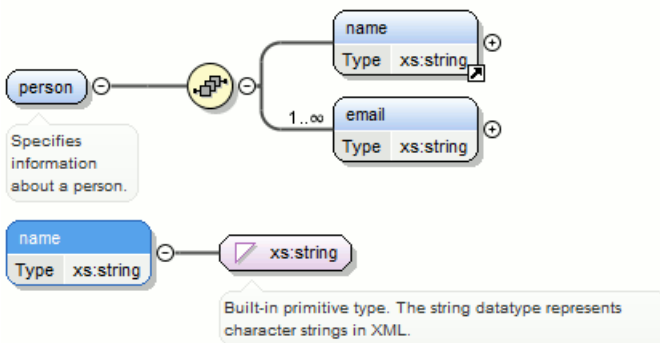 name
Type xs:string
person
1..∞
email
Type xs:string
Specifies
information
about a person.
name
Type xs:string
xs:string
Built-in primitive type. The string datatype represents
character strings in XML.